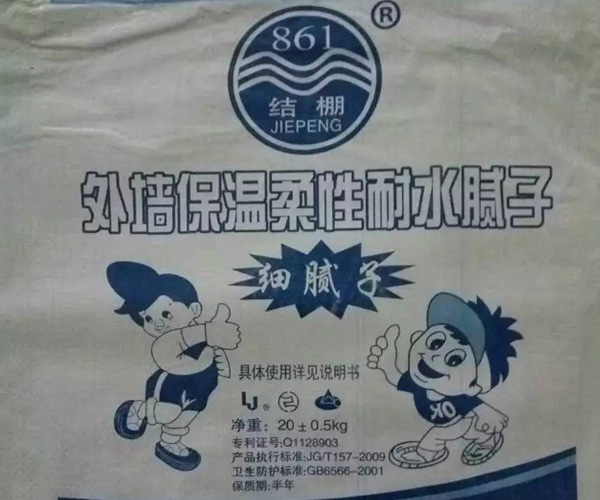 861
®
结棚
JIEPENG
外墙保温柔性耐水腻子
细腻子
具体使用详见说明书
LJ®
净重：20±0.5kg
专利证号:Q1128903
产品执行标准:JG/T157-2009
卫生防护标准:GB6566-2001
保质期:半年